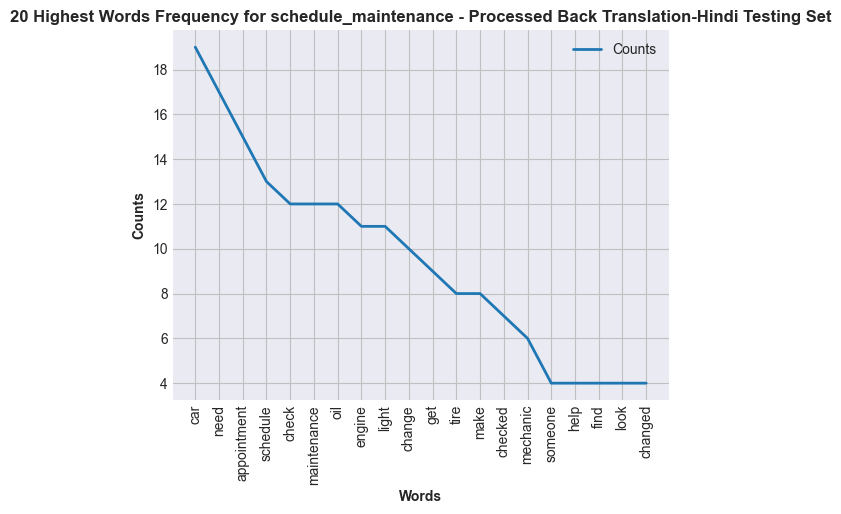 20 Highest Words Frequency for schedule_maintenance - Processed Back Translation-Hindi Testing Set
Counts
18
16
14
12
10
8
6
4
Counts
car
need
appointment
schedule
check
maintenance
oil
engine
light
change
get
tire
make
checked
mechanic
someone
help
find
look
changed
Words